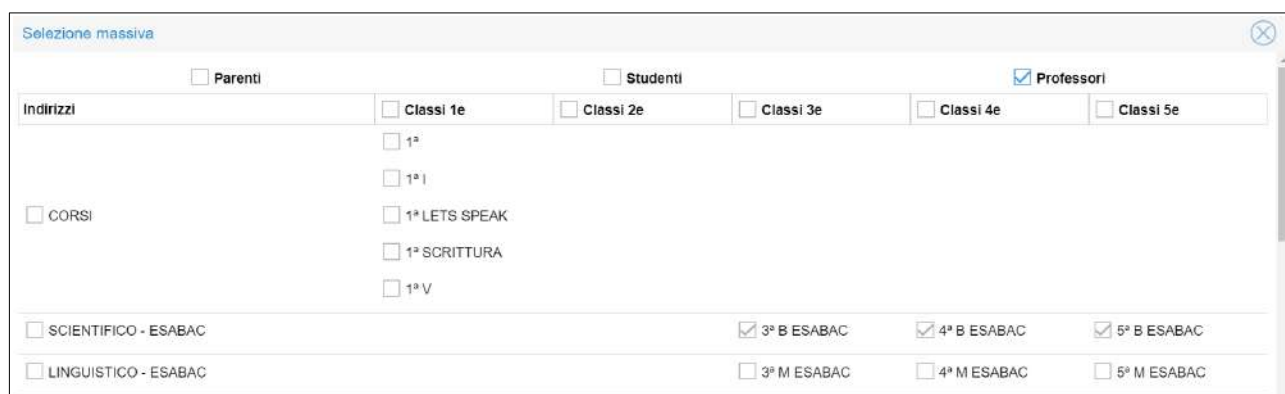 Selezione massiva
Parenti Studenti Professori
Indirizzi Classi 1e Classi 2e Classi 3e Classi 4e Classi 5e
1ª
1ª I
CORSI 1ª LETS SPEAK
1ª SCRITTURA
1ª V
SCIENTIFICO - ESABAC 3ª B ESABAC 4ª B ESABAC 5ª B ESABAC
LINGUISTICO - ESABAC 3ª M ESABAC 4ª M ESABAC 5ª M ESABAC